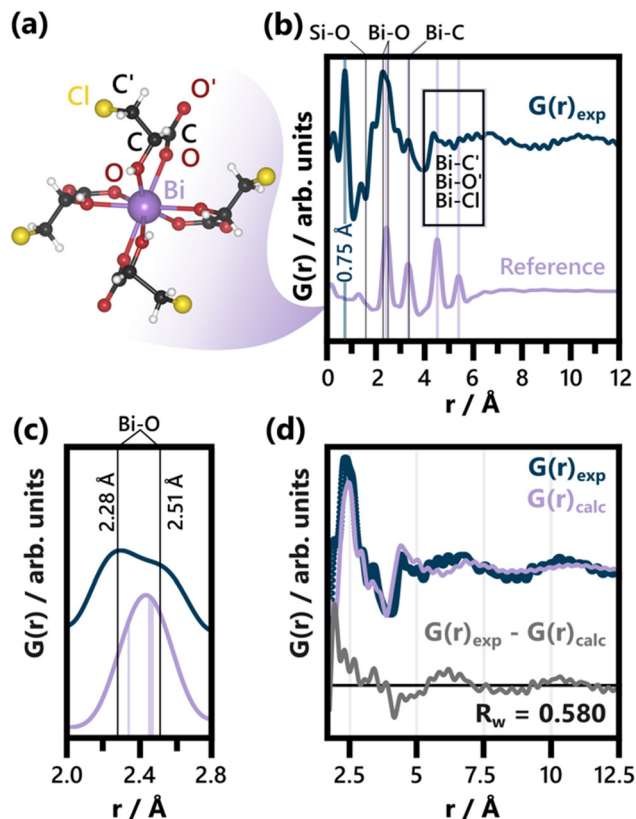 (a)
Cl
C'
O'
C
C
O
O
Bi
(b)
Si-O
Bi-O
Bi-C
G(r)exp
Bi-C'
Bi-O'
Bi-Cl
0.75 Å
Reference
G(r) / arb. units
0 2 4 6 8 10 12
r / Å
(c)
Bi-O
2.28 Å
2.51 Å
G(r) / arb. units
2.0 2.4 2.8
r / Å
(d)
G(r)exp
G(r)calc
G(r)exp - G(r)calc
Rw = 0.580
G(r) / arb. units
2.5 5 7.5 10 12.5
r / Å